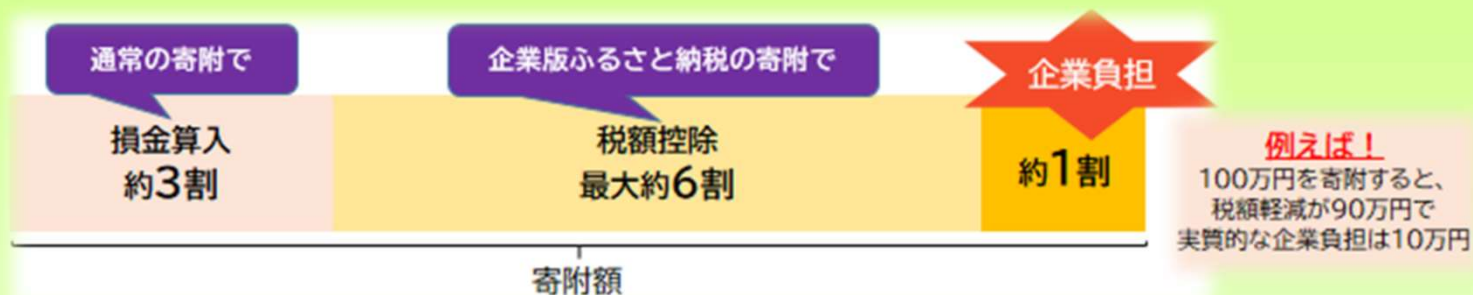 通常の寄附で
企業版ふるさと納税の寄附で
企業負担
損金算入
約3割
税額控除
最大約6割
約1割
例えば！
100万円を寄附すると、
税額軽減が90万円で
実質的な企業負担は10万円
寄附額